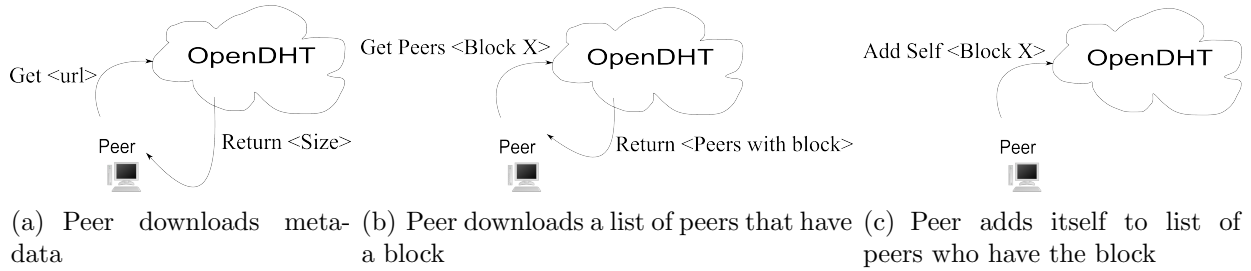 OpenDHT
Get <url>
Peer
Return <Size>
(a) Peer downloads meta-
data
OpenDHT
Get Peers <Block X>
Peer
Return <Peers with block>
(b) Peer downloads a list of peers that have
a block
Add Self <Block X>
OpenDHT
Peer
(c) Peer adds itself to list of
peers who have the block